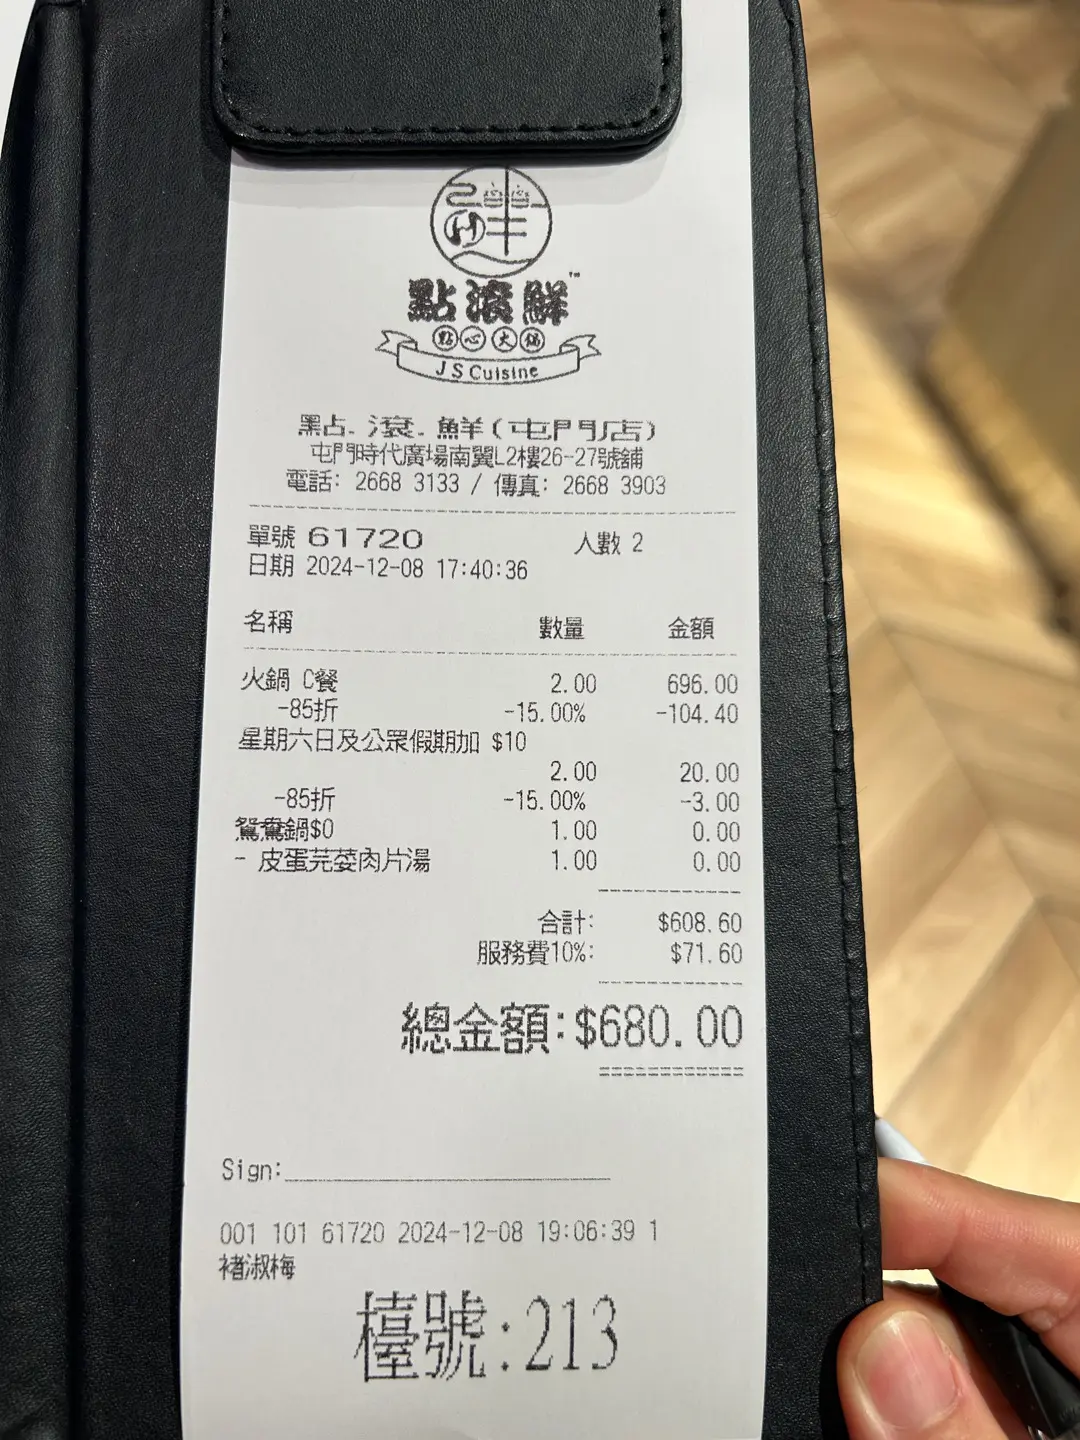 鮮
點滾鮮™
點心火鍋
J S Cuisine
點. 滾. 鮮(屯門店)
屯門時代廣場南翼L2樓26-27號舖
電話: 2668 3133 / 傳真: 2668 3903
單號 61720 人數 2
日期 2024-12-08 17:40:36
名稱 數量 金額
火鍋 C餐 2.00 696.00
-85折 -15.00% -104.40
星期六日及公眾假期加 $10
2.00 20.00
-85折 -15.00% -3.00
鴛鴦鍋$0 1.00 0.00
- 皮蛋芫荽肉片湯 1.00 0.00
合計: $608.60
服務費10%: $71.60
總金額:$680.00
============
Sign:
001 101 61720 2024-12-08 19:06:39 1
褚淑梅
檯號:213